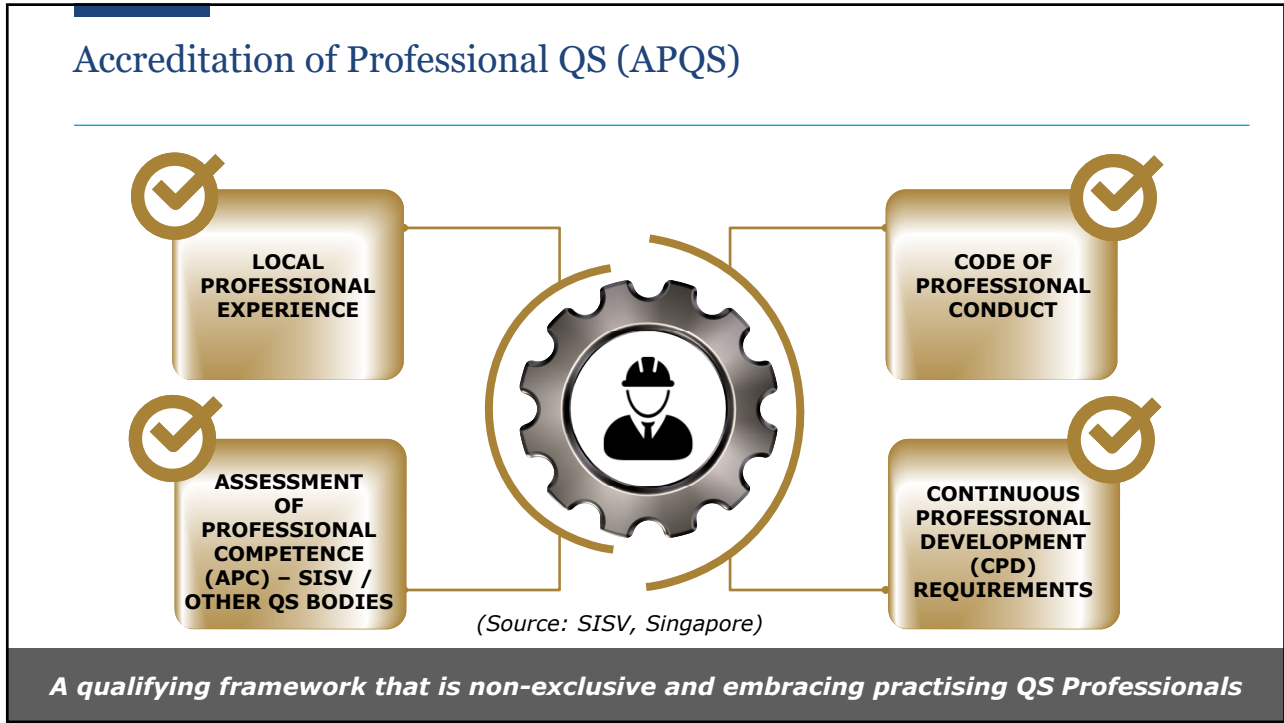 Accreditation of Professional QS (APQS)
LOCAL
PROFESSIONAL
EXPERIENCE
CODE OF
PROFESSIONAL
CONDUCT
ASSESSMENT
OF
PROFESSIONAL
COMPETENCE
(APC) – SISV /
OTHER QS BODIES
CONTINUOUS
PROFESSIONAL
DEVELOPMENT
(CPD)
REQUIREMENTS
(Source: SISV, Singapore)
A qualifying framework that is non-exclusive and embracing practising QS Professionals